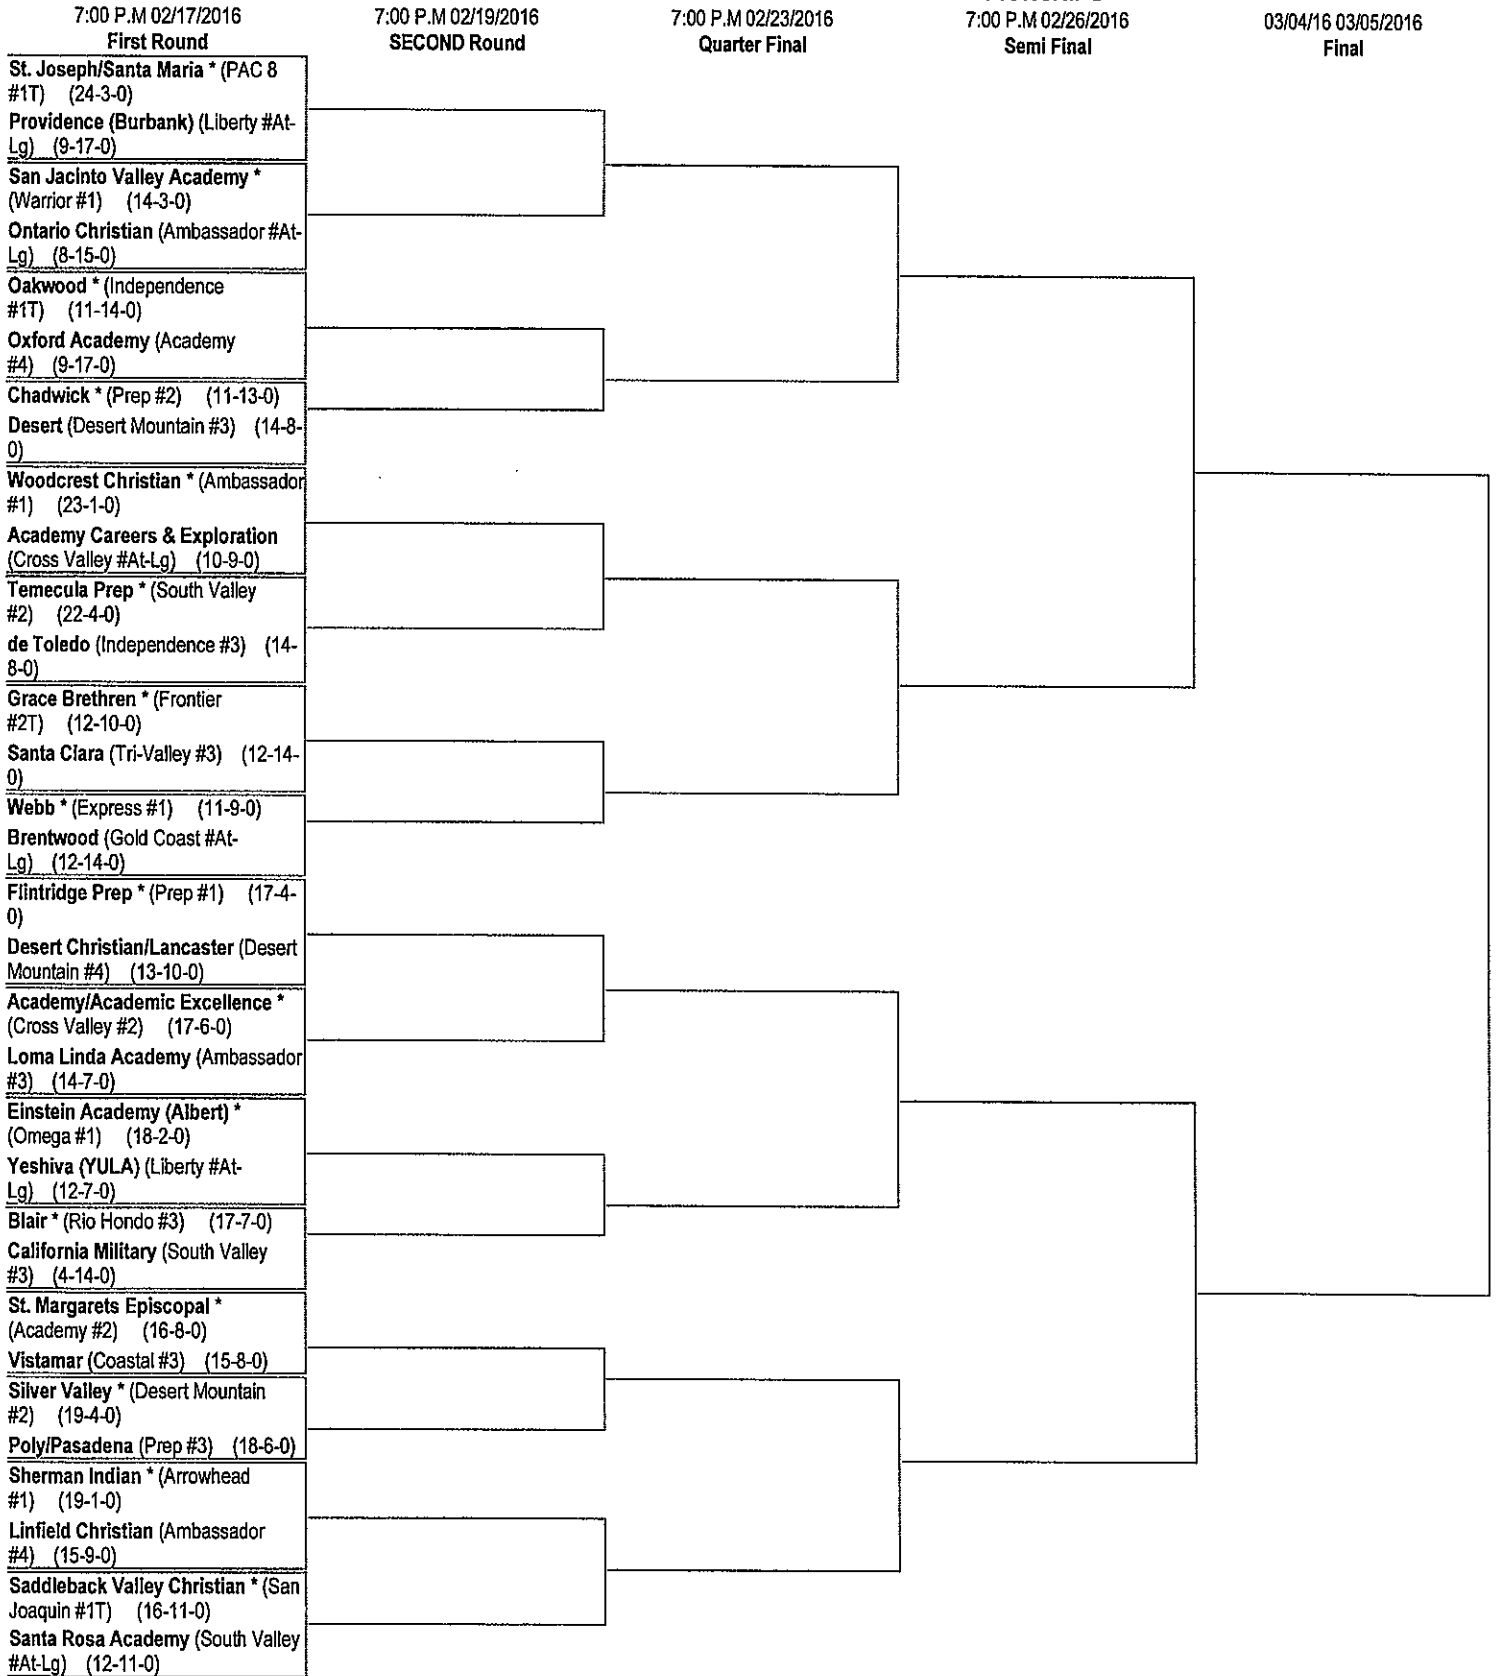 7:00 P.M 02/17/2016
First Round
7:00 P.M 02/19/2016
SECOND Round
7:00 P.M 02/23/2016
Quarter Final
7:00 P.M 02/26/2016
Semi Final
03/04/16 03/05/2016
Final
St. Joseph/Santa Maria * (PAC 8
#1T) (24-3-0)
Providence (Burbank) (Liberty #At-
Lg) (9-17-0)
San Jacinto Valley Academy *
(Warrior #1) (14-3-0)
Ontario Christian (Ambassador #At-
Lg) (8-15-0)
Oakwood * (Independence
#1T) (11-14-0)
Oxford Academy (Academy
#4) (9-17-0)
Chadwick * (Prep #2) (11-13-0)
Desert (Desert Mountain #3) (14-8-
0)
Woodcrest Christian * (Ambassador
#1) (23-1-0)
Academy Careers & Exploration
(Cross Valley #At-Lg) (10-9-0)
Temecula Prep * (South Valley
#2) (22-4-0)
de Toledo (Independence #3) (14-
8-0)
Grace Brethren * (Frontier
#2T) (12-10-0)
Santa Clara (Tri-Valley #3) (12-14-
0)
Webb * (Express #1) (11-9-0)
Brentwood (Gold Coast #At-
Lg) (12-14-0)
Flintridge Prep * (Prep #1) (17-4-
0)
Desert Christian/Lancaster (Desert
Mountain #4) (13-10-0)
Academy/Academic Excellence *
(Cross Valley #2) (17-6-0)
Loma Linda Academy (Ambassador
#3) (14-7-0)
Einstein Academy (Albert) *
(Omega #1) (18-2-0)
Yeshiva (YULA) (Liberty #At-
Lg) (12-7-0)
Blair * (Rio Hondo #3) (17-7-0)
California Military (South Valley
#3) (4-14-0)
St. Margarets Episcopal *
(Academy #2) (16-8-0)
Vistamar (Coastal #3) (15-8-0)
Silver Valley * (Desert Mountain
#2) (19-4-0)
Poly/Pasadena (Prep #3) (18-6-0)
Sherman Indian * (Arrowhead
#1) (19-1-0)
Linfield Christian (Ambassador
#4) (15-9-0)
Saddleback Valley Christian * (San
Joaquin #1T) (16-11-0)
Santa Rosa Academy (South Valley
#At-Lg) (12-11-0)